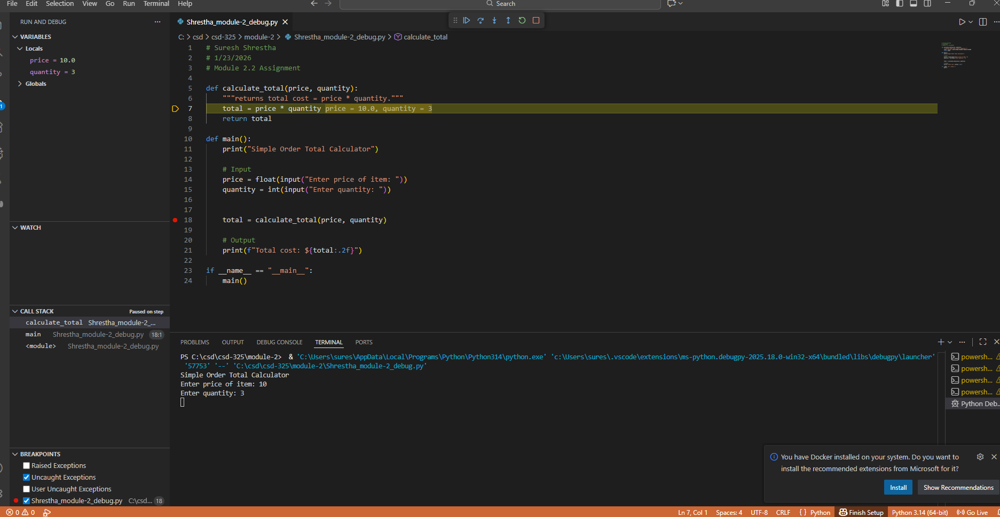 File Edit Selection View Go Run Terminal Help
Search
RUN AND DEBUG
VARIABLES
Locals
price = 10.0
quantity = 3
Globals
WATCH
CALL STACK
Paused on step
calculate_total Shrestha_module-2_...
main Shrestha_module-2_debug.py 18:1
<module> Shrestha_module-2_debug.py
BREAKPOINTS
Raised Exceptions
Uncaught Exceptions
User Uncaught Exceptions
Shrestha_module-2_debug.py C:\csd... 18
Shrestha_module-2_debug.py
C: > csd > csd-325 > module-2 > Shrestha_module-2_debug.py > calculate_total
1 # Suresh Shrestha
2 # 1/23/2026
3 # Module 2.2 Assignment
4
5 def calculate_total(price, quantity):
6 """returns total cost = price * quantity."""
7 total = price * quantity price = 10.0, quantity = 3
8 return total
9
10 def main():
11 print("Simple Order Total Calculator")
12
13 # Input
14 price = float(input("Enter price of item: "))
15 quantity = int(input("Enter quantity: "))
16
17
18 total = calculate_total(price, quantity)
19
20 # Output
21 print(f"Total cost: ${total:.2f}")
22
23 if __name__ == "__main__":
24 main()
PROBLEMS OUTPUT DEBUG CONSOLE TERMINAL PORTS
PS C:\csd\csd-325\module-2> & 'C:\Users\sures\AppData\Local\Programs\Python\Python314\python.exe' 'c:\Users\sures\.vscode\extensions\ms-python.debugpy-2025.18.0-win32-x64\bundled\libs\debugpy\launcher'
'57753' '--' 'C:\csd\csd-325\module-2\Shrestha_module-2_debug.py'
Simple Order Total Calculator
Enter price of item: 10
Enter quantity: 3
powersh...
powersh...
powersh...
powersh...
Python Deb...
You have Docker installed on your system. Do you want to
install the recommended extensions from Microsoft for it?
Install Show Recommendations
0 0
Ln 7, Col 1 Spaces: 4 UTF-8 CRLF { } Python Finish Setup Python 3.14 (64-bit) Go Live